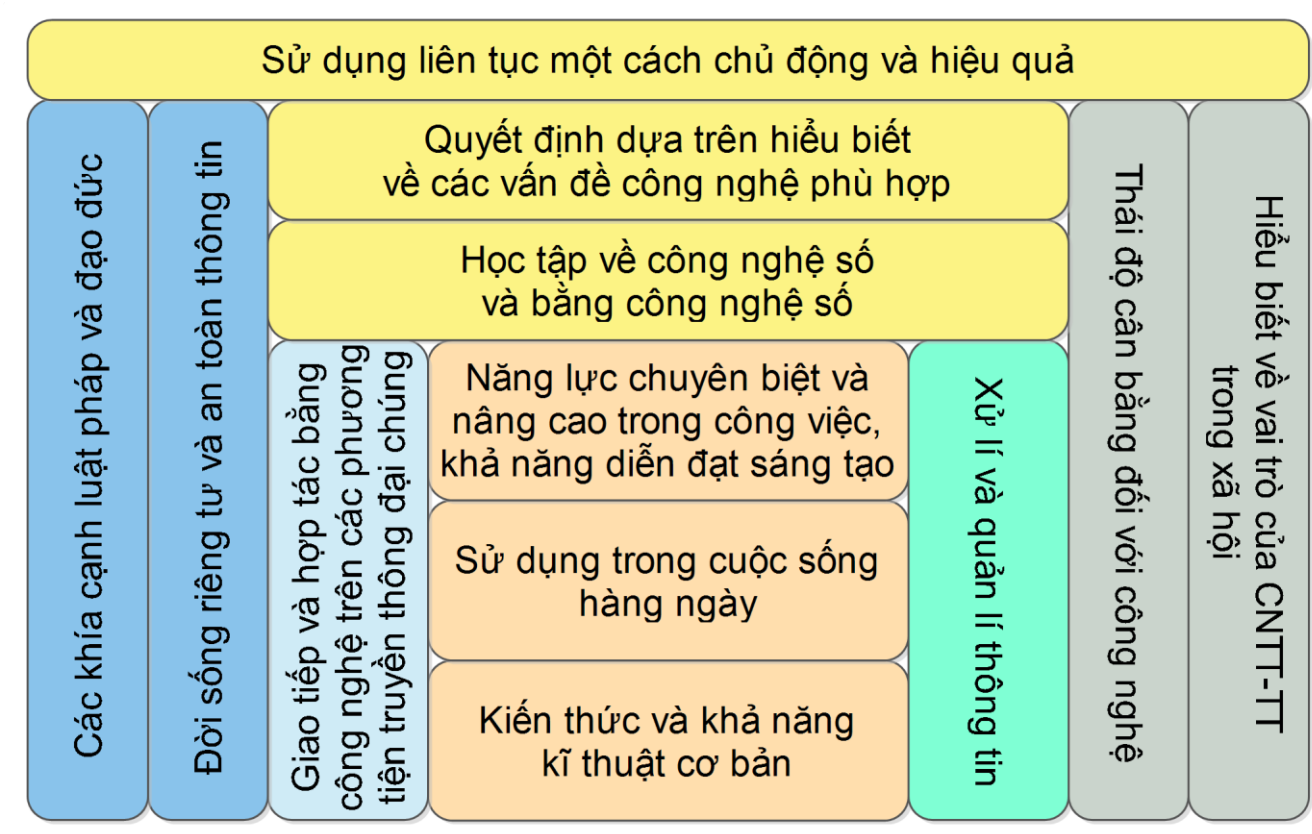 Sử dụng liên tục một cách chủ động và hiệu quả
Các khía cạnh luật pháp và đạo đức
Đời sống riêng tư và an toàn thông tin
Quyết định dựa trên hiểu biết
về các vấn đề công nghệ phù hợp
Học tập về công nghệ số
và bằng công nghệ số
Giao tiếp và hợp tác bằng
công nghệ trên các phương
tiện truyền thông đại chúng
Năng lực chuyên biệt và
nâng cao trong công việc,
khả năng diễn đạt sáng tạo
Sử dụng trong cuộc sống
hàng ngày
Kiến thức và khả năng
kĩ thuật cơ bản
Xử lí và quản lí thông tin
Thái độ cân bằng đối với công nghệ
Hiểu biết về vai trò của CNTT-TT
trong xã hội